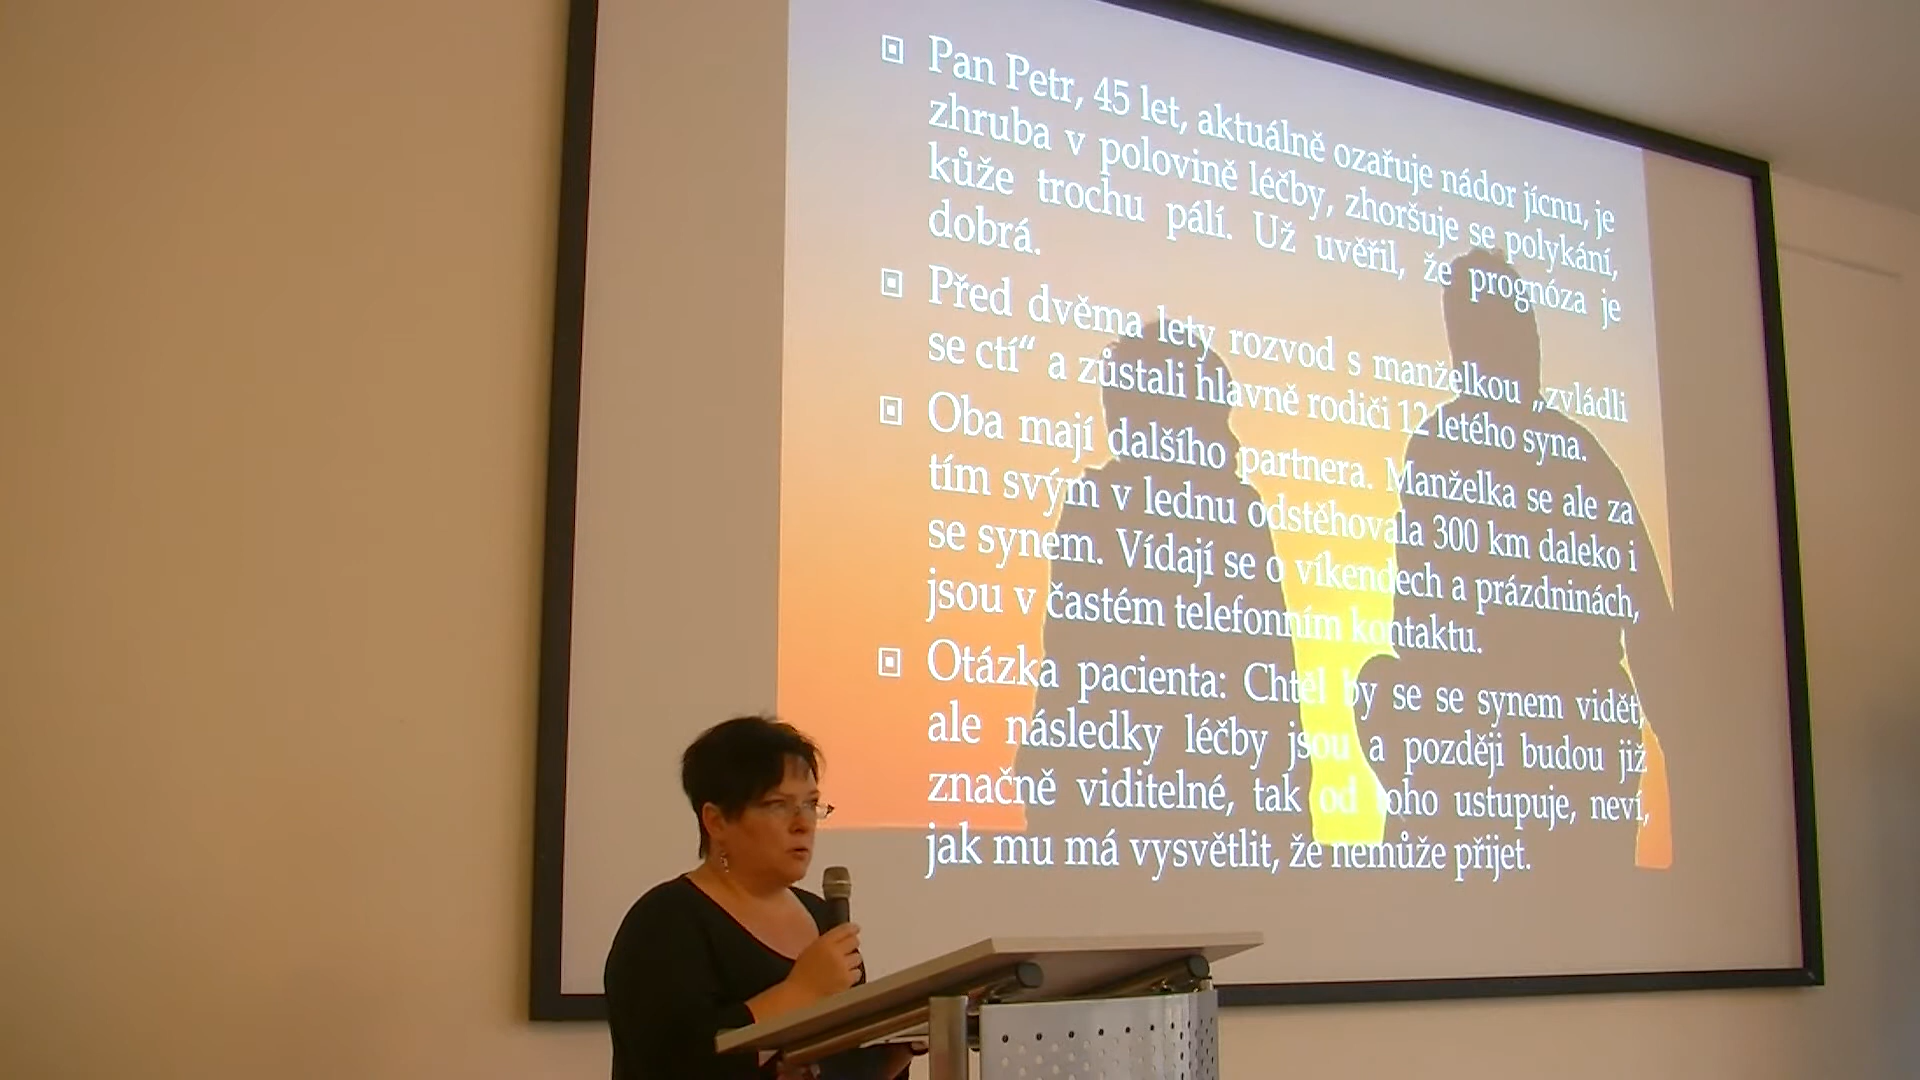 Pan Petr, 45 let, aktuálně ozařuje nádor jícnu, je
zhruba v polovině léčby, zhoršuje se polykání,
kůže trochu pálí. Už uvěřil, že prognóza je
dobrá.
Před dvěma lety rozvod s manželkou „zvládli
se ctí“ a zůstali hlavně rodiči 12 letého syna.
Oba mají dalšího partnera. Manželka se ale za
tím svým v lednu odstěhovala 300 km daleko i
se synem. Vídají se o víkendech a prázdninách,
jsou v častém telefonním kontaktu.
Otázka pacienta: Chtěl by se se synem vidět,
ale následky léčby jsou a později budou již
značně viditelné, tak od toho ustupuje, neví,
jak mu má vysvětlit, že nemůže přijet.